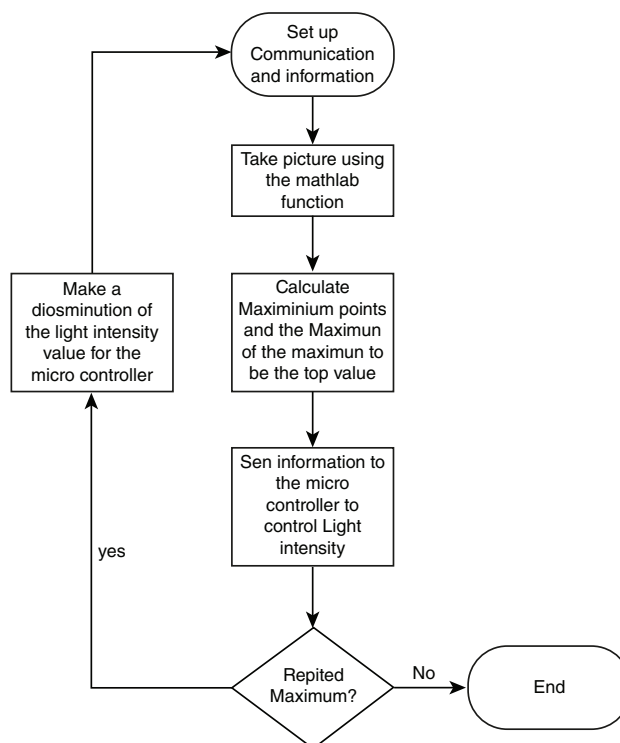 Set up
Communication
and information
Take picture using
the mathlab
function
Calculate
Maximinium points
and the Maximun
of the maximun to
be the top value
Make a
diosminution of
the light intensity
value for the
micro controller
Sen information to
the micro
controller to
control Light
intensity
yes
Repited
Maximum?
No
End